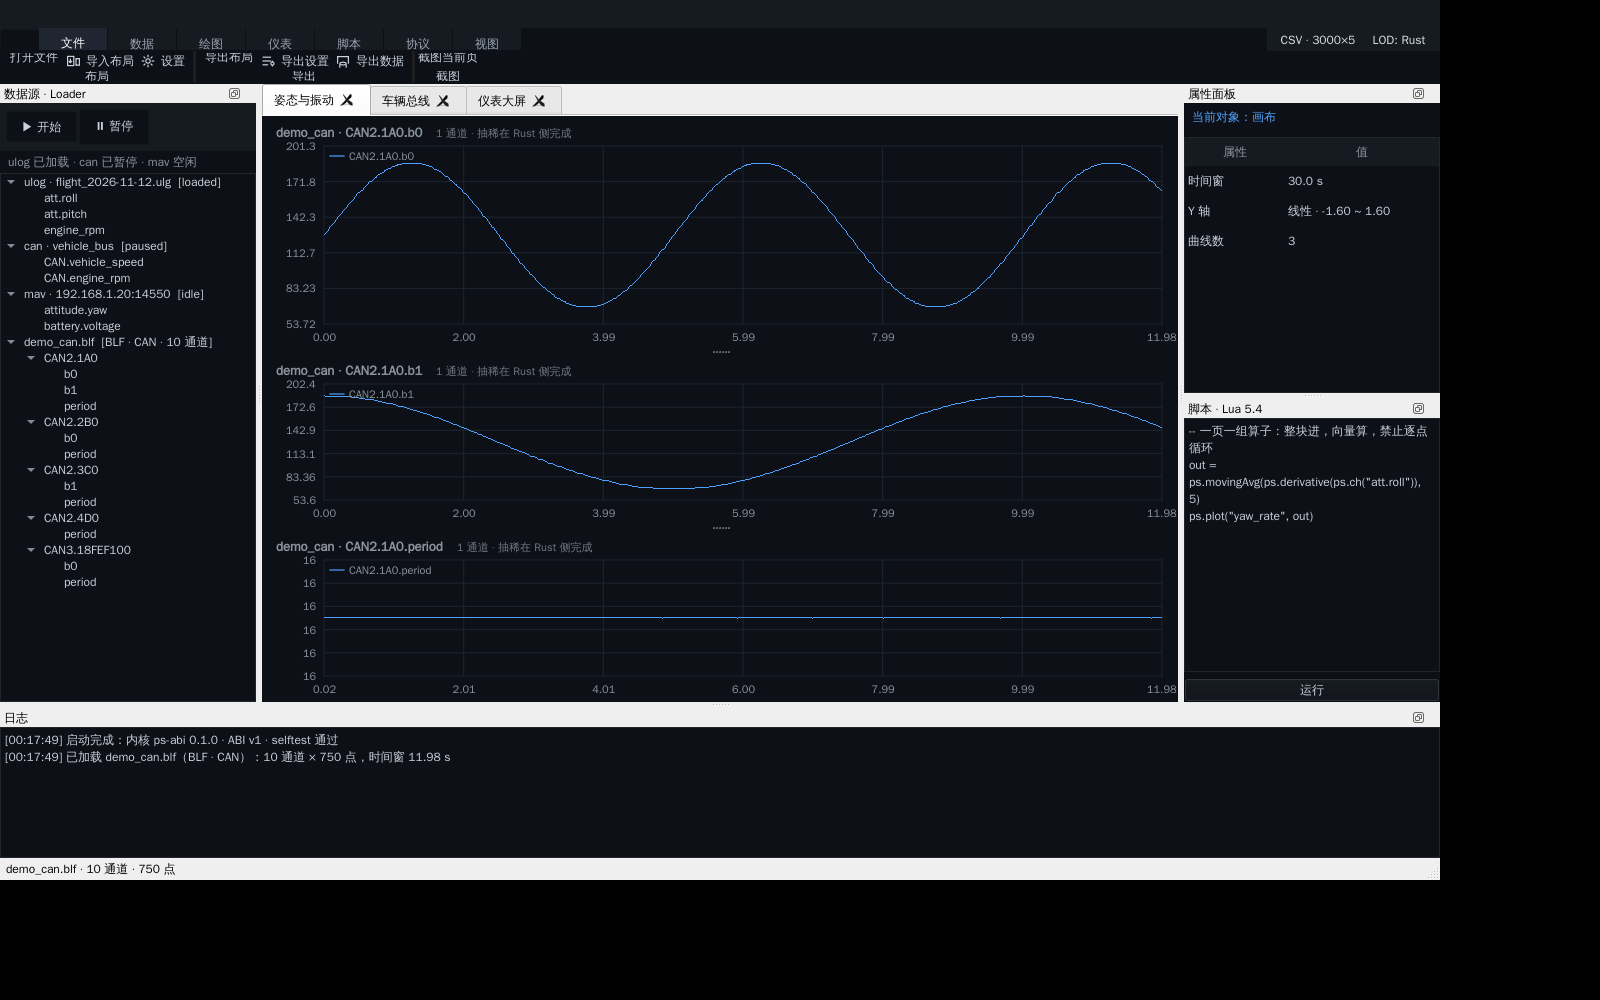 文件 数据 绘图 仪表 脚本 协议 视图 CSV · 3000×5 LOD: Rust
打开文件 导入布局 设置 导出布局 导出设置 导出数据 截图当前页
布局 导出 截图
数据源 · Loader
开始 暂停
ulog 已加载 · can 已暂停 · mav 空闲
ulog · flight_2026-11-12.ulg [loaded]
att.roll
att.pitch
engine_rpm
can · vehicle_bus [paused]
CAN.vehicle_speed
CAN.engine_rpm
mav · 192.168.1.20:14550 [idle]
attitude.yaw
battery.voltage
demo_can.blf [BLF · CAN · 10 通道]
CAN2.1A0
b0
b1
period
CAN2.2B0
b0
period
CAN2.3C0
b1
period
CAN2.4D0
period
CAN3.18FEF100
b0
period
姿态与振动 车辆总线 仪表大屏
demo_can · CAN2.1A0.b0 1 通道 · 抽稀在 Rust 侧完成
CAN2.1A0.b0
201.3
171.8
142.3
112.7
83.23
53.72
0.00 2.00 3.99 5.99 7.99 9.99 11.98
demo_can · CAN2.1A0.b1 1 通道 · 抽稀在 Rust 侧完成
CAN2.1A0.b1
202.4
172.6
142.9
113.1
83.36
53.6
0.00 2.00 3.99 5.99 7.99 9.99 11.98
demo_can · CAN2.1A0.period 1 通道 · 抽稀在 Rust 侧完成
CAN2.1A0.period
16
16
16
16
16
16
0.02 2.01 4.01 6.00 7.99 9.99 11.98
属性面板
当前对象：画布
属性 值
时间窗 30.0 s
Y 轴 线性 · -1.60 ~ 1.60
曲线数 3
脚本 · Lua 5.4
-- 一页一组算子：整块进，向量算，禁止逐点
循环
out =
ps.movingAvg(ps.derivative(ps.ch("att.roll")),
5)
ps.plot("yaw_rate", out)
运行
日志
[00:17:49] 启动完成：内核 ps-abi 0.1.0 · ABI v1 · selftest 通过
[00:17:49] 已加载 demo_can.blf（BLF · CAN）：10 通道 × 750 点，时间窗 11.98 s
demo_can.blf · 10 通道 · 750 点